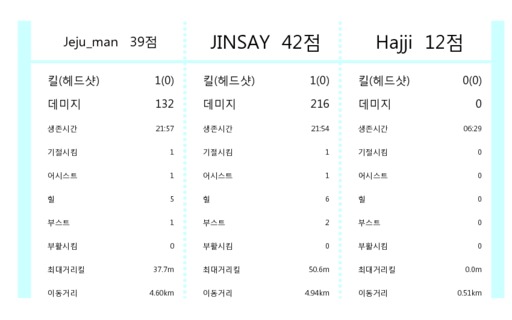 Jeju_man 39점 JINSAY 42점 Hajji 12점
킬(헤드샷) 1(0) 킬(헤드샷) 1(0) 킬(헤드샷) 0(0)
데미지 132 데미지 216 데미지 0
생존시간 21:57 생존시간 21:54 생존시간 06:29
기절시킴 1 기절시킴 1 기절시킴 0
어시스트 1 어시스트 1 어시스트 0
힐 5 힐 6 힐 0
부스트 1 부스트 2 부스트 0
부활시킴 0 부활시킴 0 부활시킴 0
최대거리킬 37.7m 최대거리킬 50.6m 최대거리킬 0.0m
이동거리 4.60km 이동거리 4.94km 이동거리 0.51km